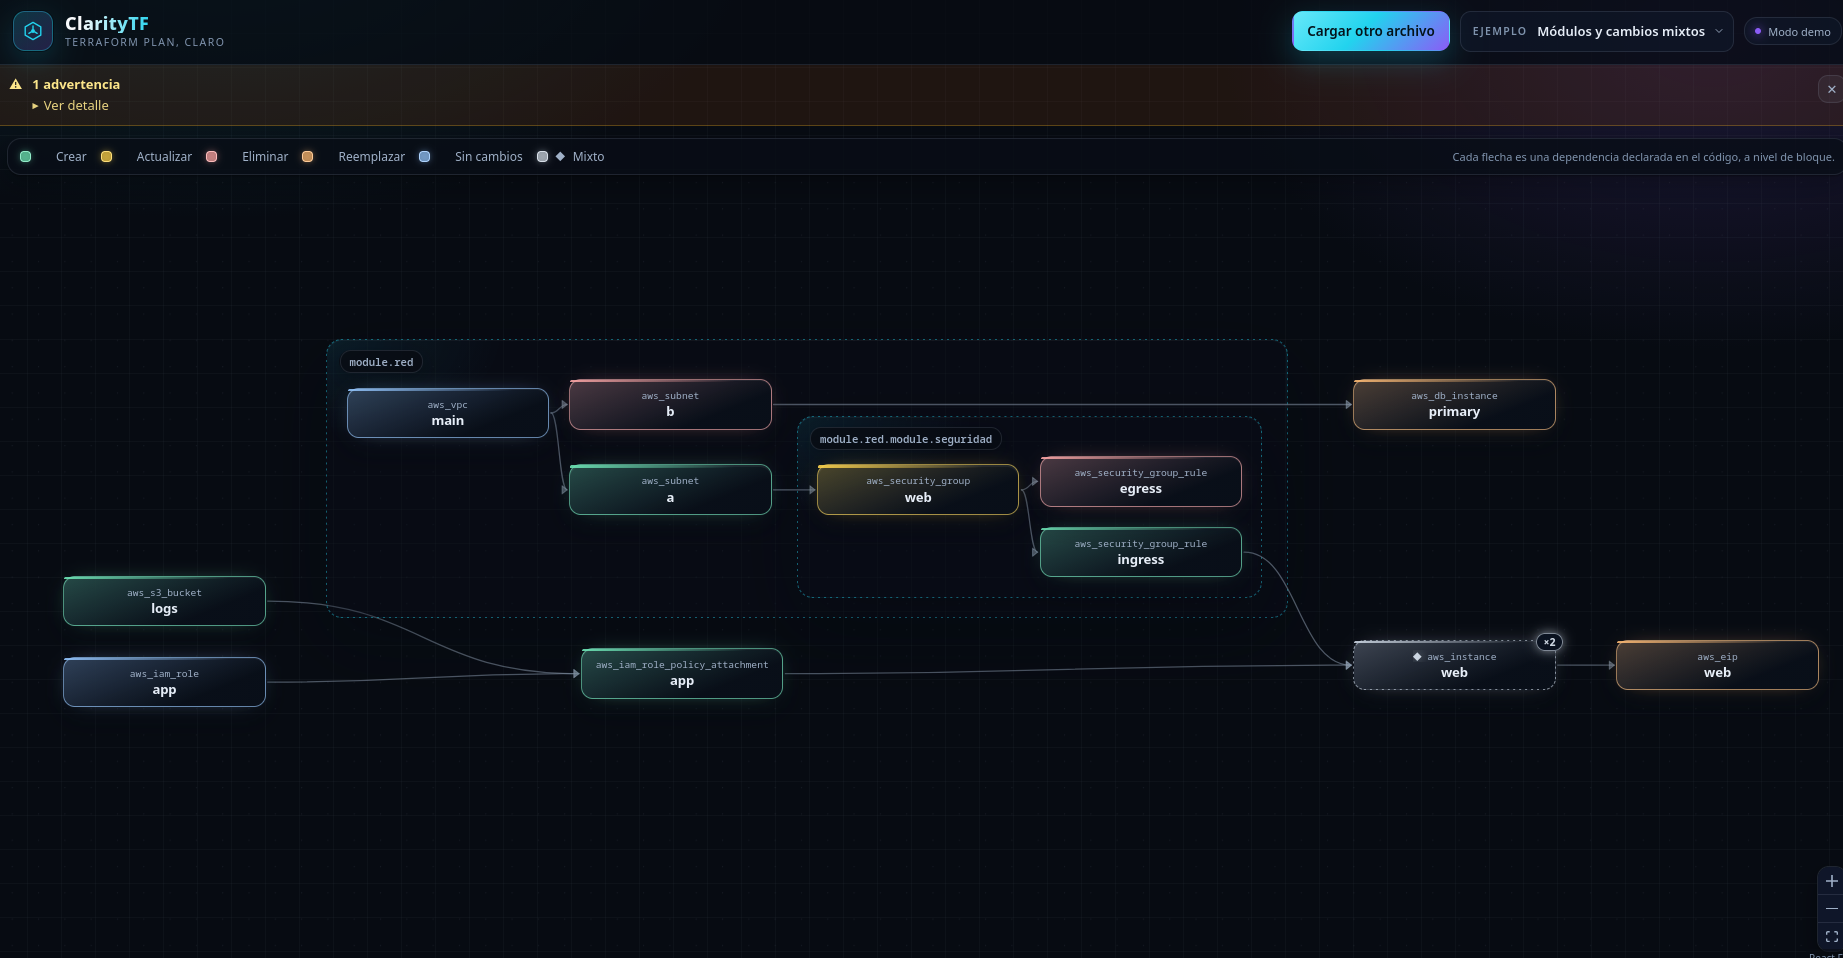 ClarityTF
TERRAFORM PLAN, CLARO
Cargar otro archivo
EJEMPLO Módulos y cambios mixtos
Modo demo
1 advertencia
▸ Ver detalle
Crear
Actualizar
Eliminar
Reemplazar
Sin cambios
◆ Mixto
Cada flecha es una dependencia declarada en el código, a nivel de bloque.
module.red
aws_vpc
main
aws_subnet
b
aws_db_instance
primary
module.red.module.seguridad
aws_subnet
a
aws_security_group
web
aws_security_group_rule
egress
aws_security_group_rule
ingress
aws_s3_bucket
logs
aws_iam_role
app
aws_iam_role_policy_attachment
app
×2
◆ aws_instance
web
aws_eip
web